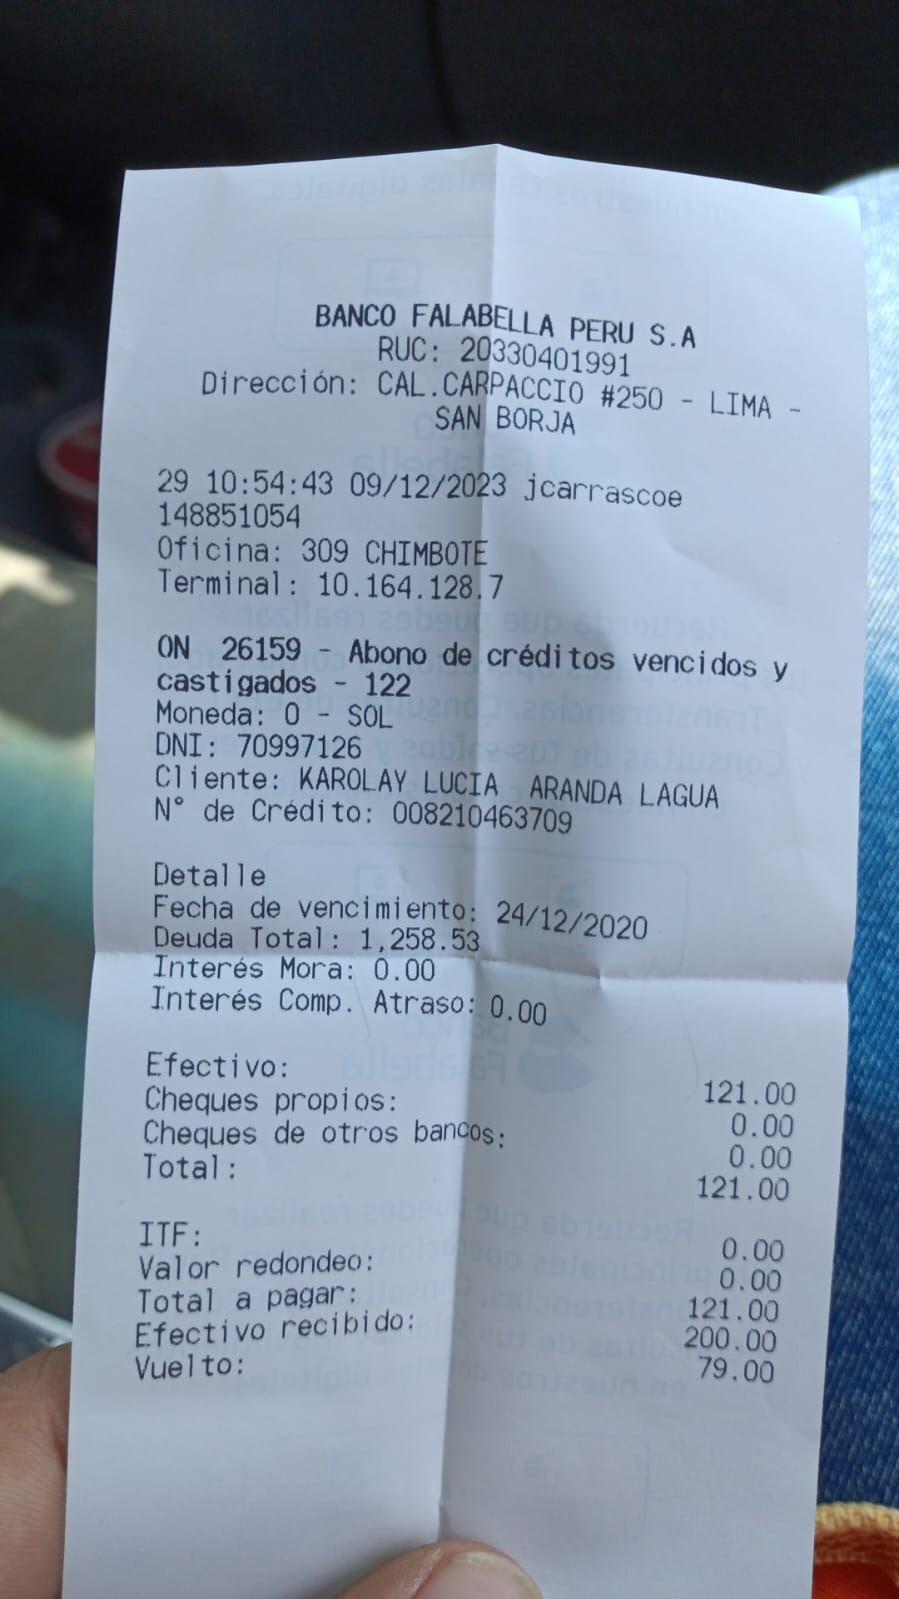 BANCO FALABELLA PERU S.A
RUC: 20330401991
Dirección: CAL.CARPACCIO #250 - LIMA -
SAN BORJA
29 10:54:43 09/12/2023 jcarrascoe
148851054
Oficina: 309 CHIMBOTE
Terminal: 10.164.128.7
ON 26159 - Abono de créditos vencidos y
castigados - 122
Moneda: 0 - SOL
DNI: 70997126
Cliente: KAROLAY LUCIA ARANDA LAGUA
N° de Crédito: 008210463709
Detalle
Fecha de vencimiento: 24/12/2020
Deuda Total: 1,258.53
Interés Mora: 0.00
Interés Comp. Atraso: 0.00
Efectivo: 121.00
Cheques propios: 0.00
Cheques de otros bancos: 0.00
Total: 121.00
ITF: 0.00
Valor redondeo: 0.00
Total a pagar: 121.00
Efectivo recibido: 200.00
Vuelto: 79.00